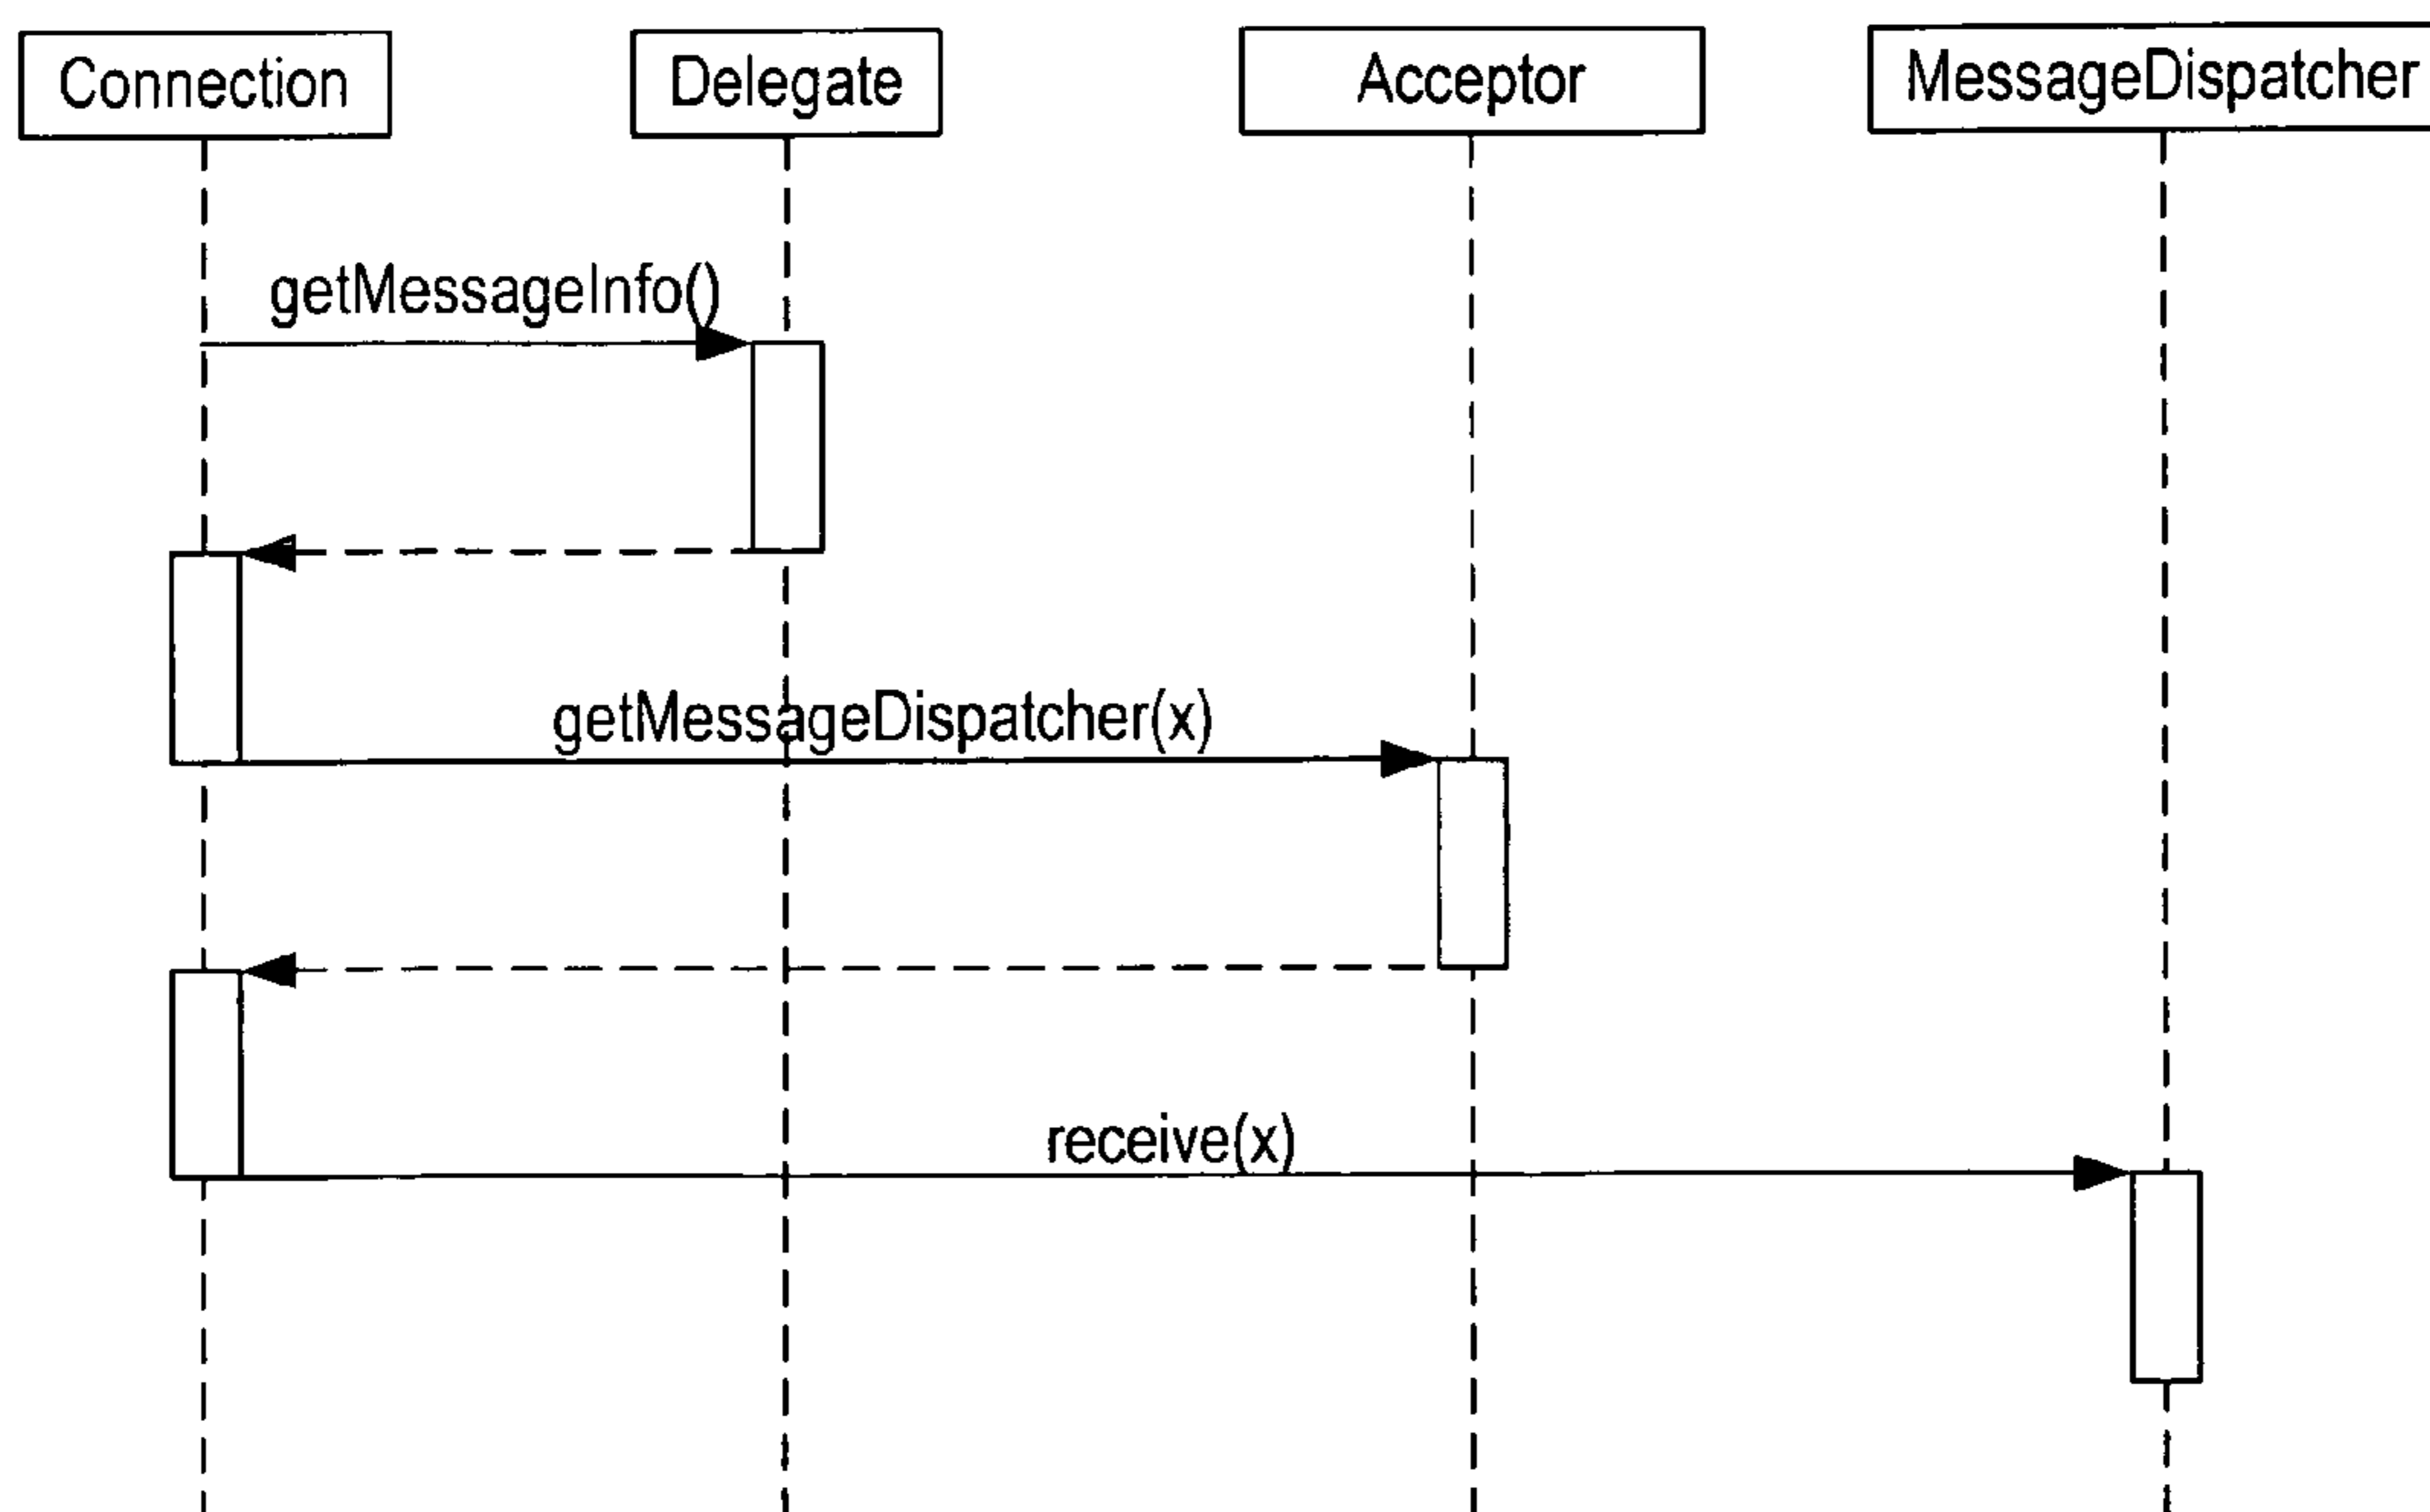 Connection
Delegate
Acceptor
MessageDispatcher
getMessageInfo()
getMessageDispatcher(x)
receive(x)